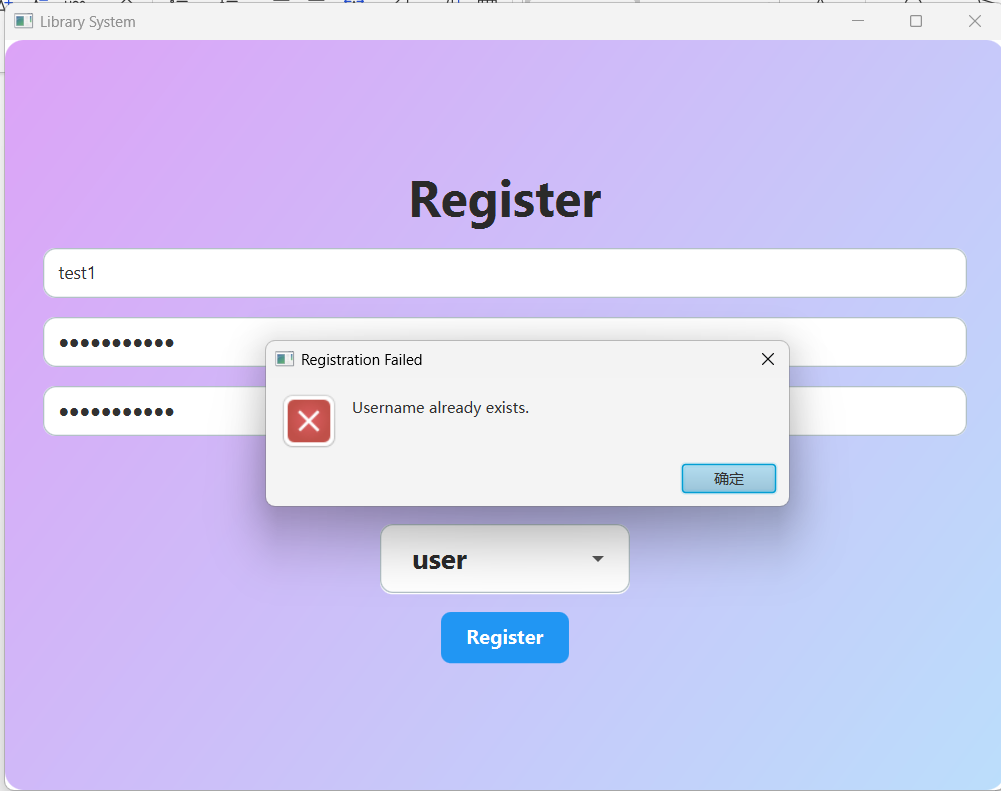 Library System
Register
test1
•••••••••••
•••••••••••
Registration Failed
Username already exists.
确定
user
Register